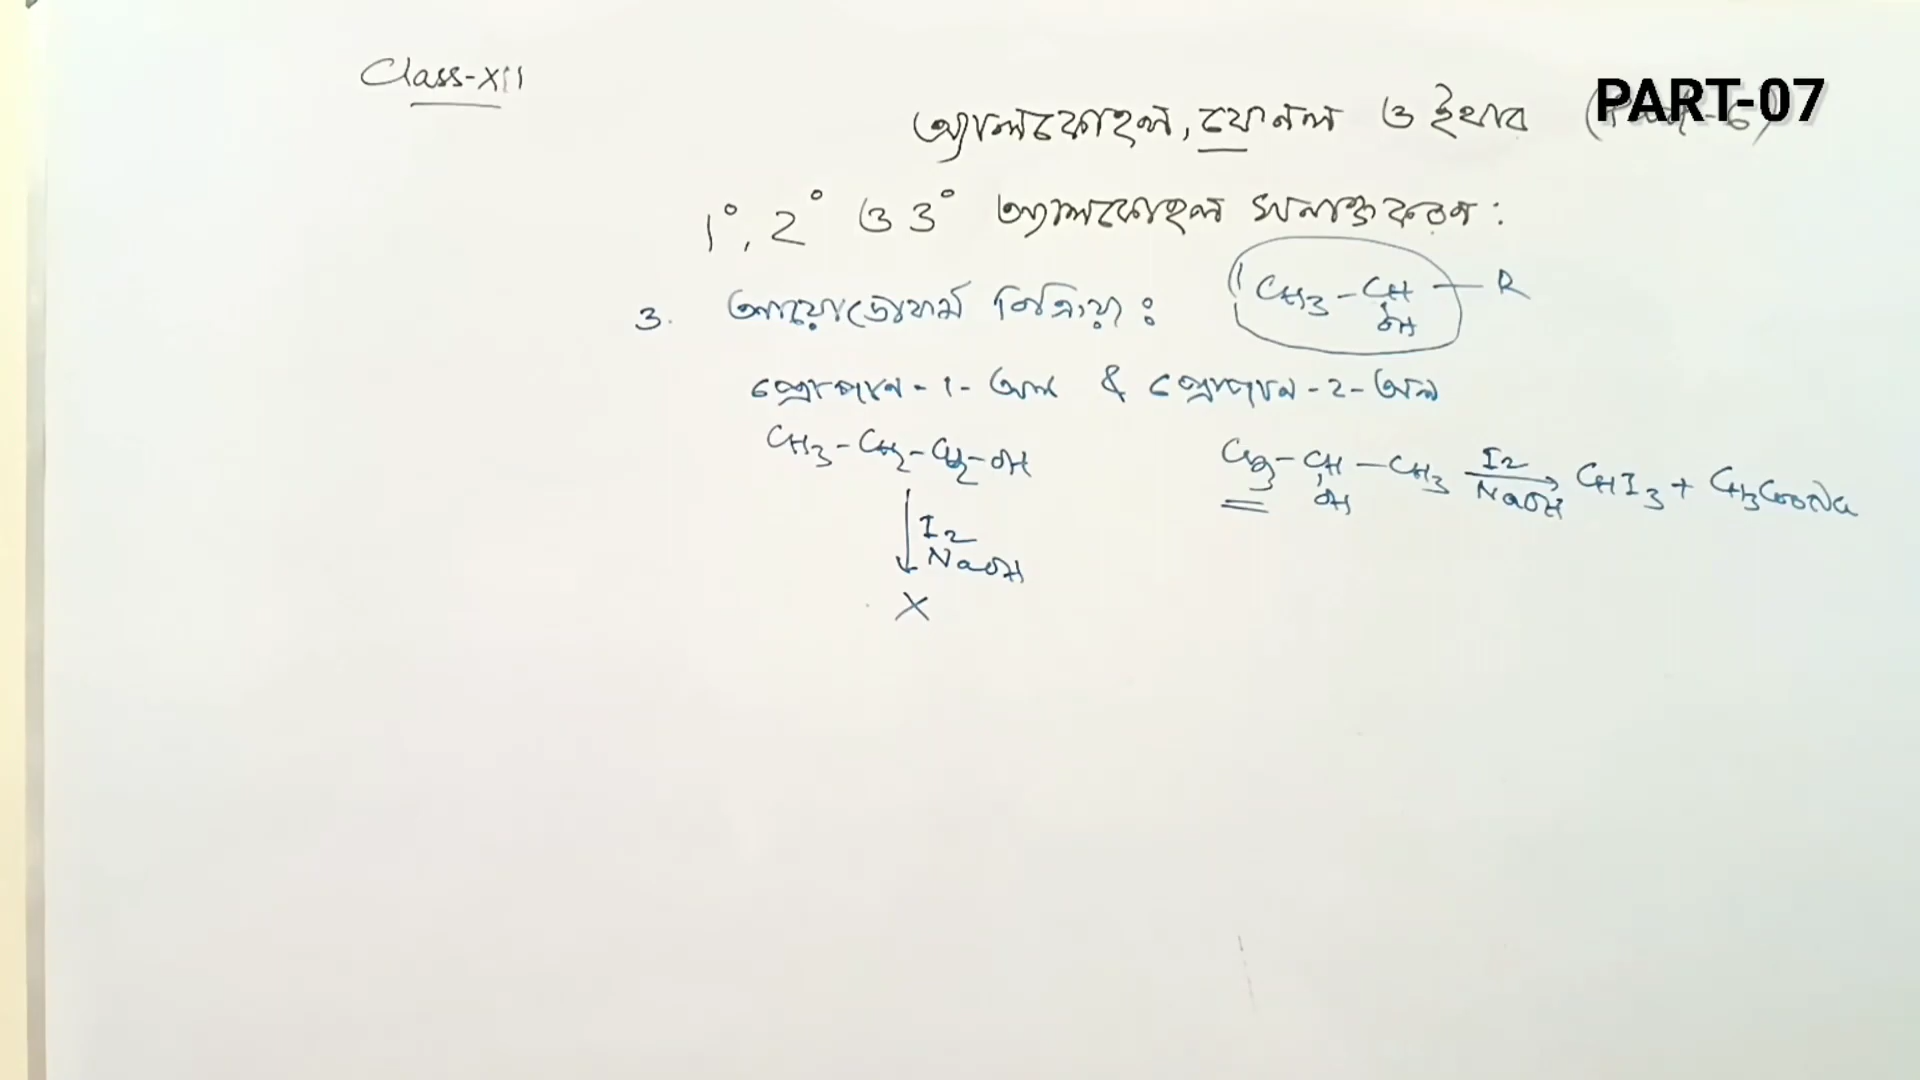 Class-XII
PART-07
অ্যালকোহল, ফেনল ও ইথার
1°, 2° ও 3° অ্যালকোহল সনাক্তকরণ :
3. আয়োডোফর্ম বিক্রিয়া : CH3-CH-R
OH
প্রোপান-1-অল & প্রোপান-2-অল
CH3-CH2-CH2-OH
CH3-CH-CH3 I2 NaOH → CHI3 + CH3COONa
OH
↓ I2
NaOH
X